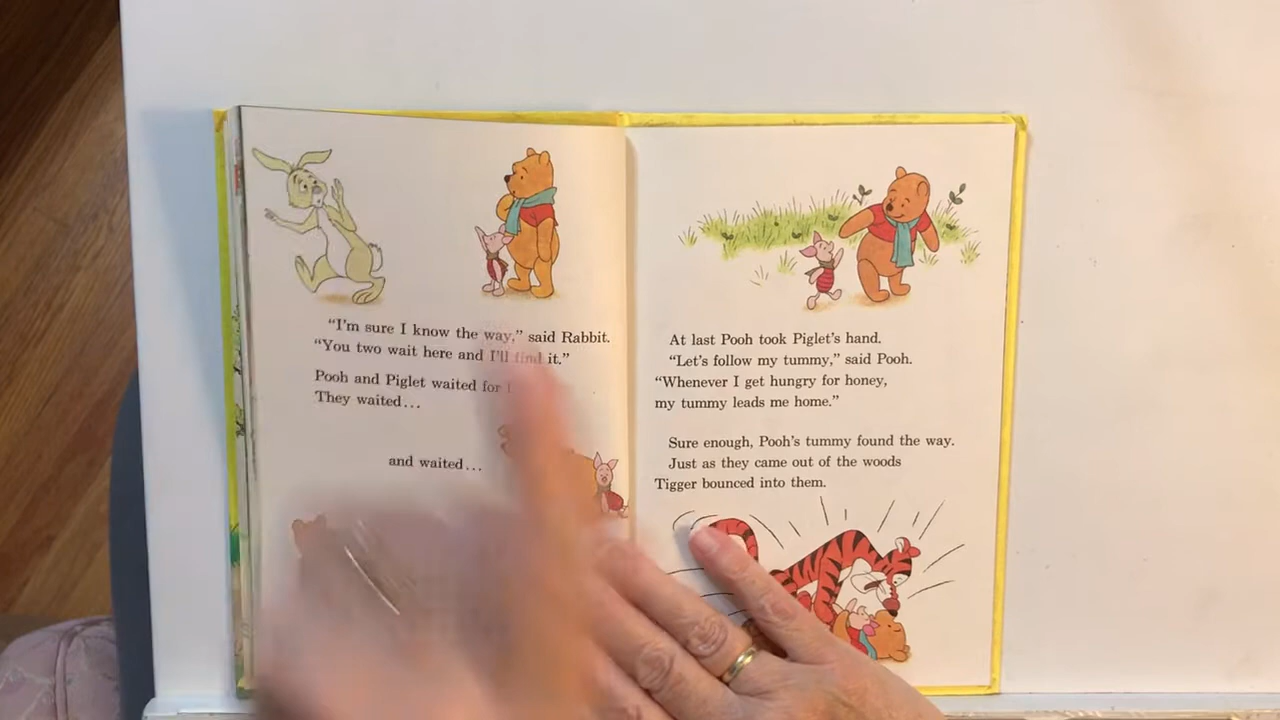 "I'm sure I know the way," said Rabbit.
"You two wait here and I'll find it."
Pooh and Piglet waited for
They waited...
and waited...
At last Pooh took Piglet's hand.
"Let's follow my tummy," said Pooh.
"Whenever I get hungry for honey,
my tummy leads me home."
Sure enough, Pooh's tummy found the way.
Just as they came out of the woods
Tigger bounced into them.